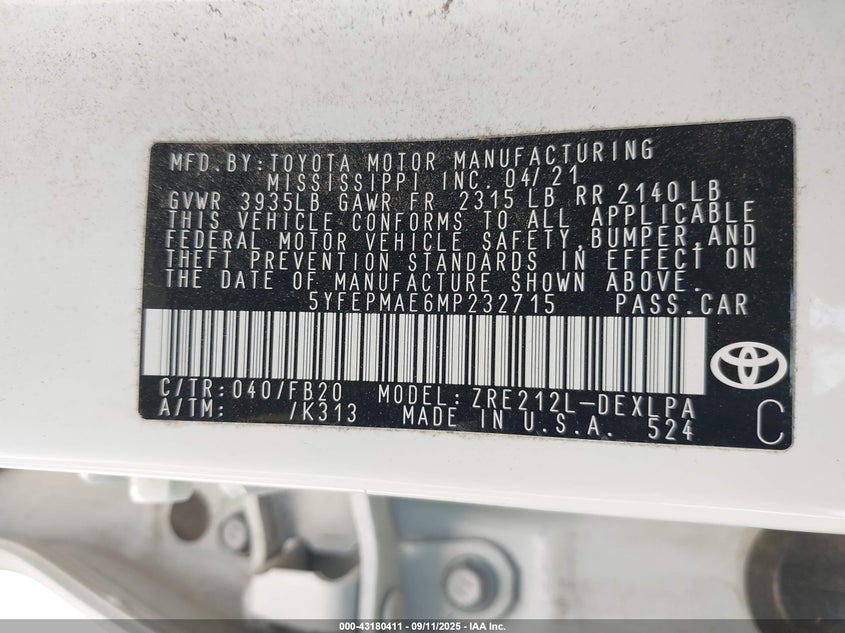 MFD.BY:TOYOTA MOTOR MANUFACTURING
MISSISSIPPI INC. 04/21
GVWR 3935LB GAWR FR 2315 LB RR 2140 LB
THIS VEHICLE CONFORMS TO ALL APPLICABLE
FEDERAL MOTOR VEHICLE SAFETY,BUMPER,AND
THEFT PREVENTION STANDARDS IN EFFECT ON
THE DATE OF MANUFACTURE SHOWN ABOVE.
5YFEPMAE6MP232715 PASS.CAR
C/TR:040/FB20 MODEL:ZRE212L-DEXLPA
A/TM: /K313 MADE IN U.S.A. 524
C
000-43180411 - 09/11/2025 - IAA Inc.